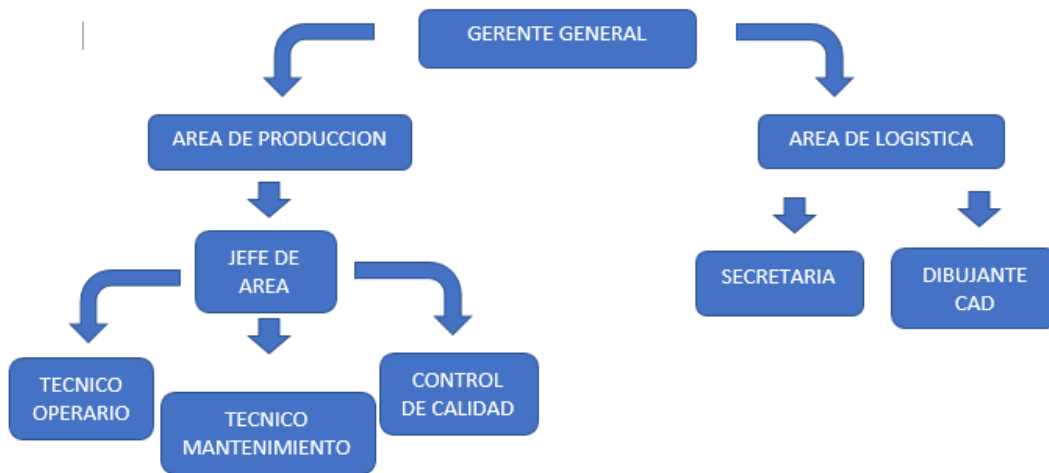 GERENTE GENERAL
AREA DE PRODUCCION
AREA DE LOGISTICA
JEFE DE
AREA
SECRETARIA
DIBUJANTE
CAD
TECNICO
OPERARIO
TECNICO
MANTENIMIENTO
CONTROL
DE CALIDAD